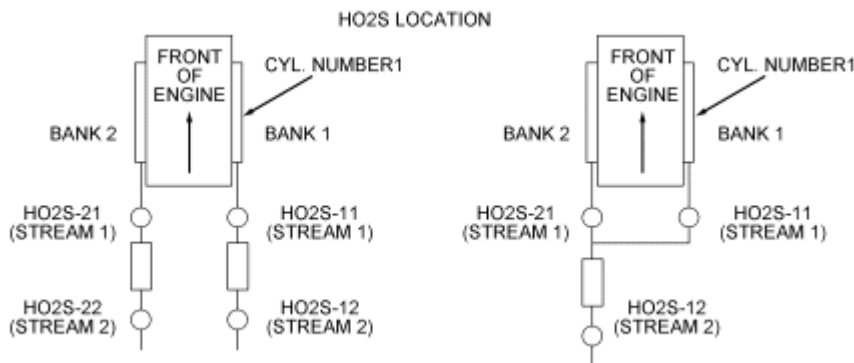 HO2S LOCATION
FRONT
OF
ENGINE
CYL. NUMBER1
BANK 2
BANK 1
HO2S-21
(STREAM 1)
HO2S-11
(STREAM 1)
HO2S-22
(STREAM 2)
HO2S-12
(STREAM 2)
FRONT
OF
ENGINE
CYL. NUMBER1
BANK 2
BANK 1
HO2S-21
(STREAM 1)
HO2S-11
(STREAM 1)
HO2S-12
(STREAM 2)